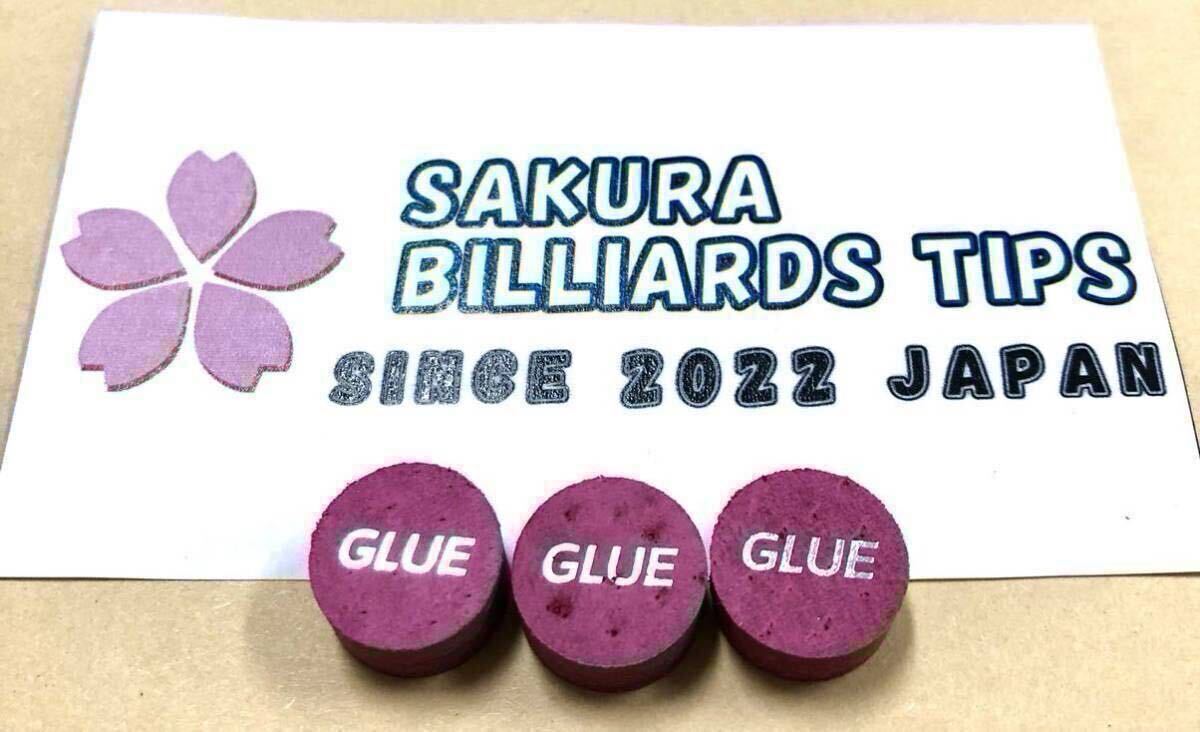 SAKURA
BILLIARDS TIPS
SINCE 2022 JAPAN
GLUE
GLUE
GLUE